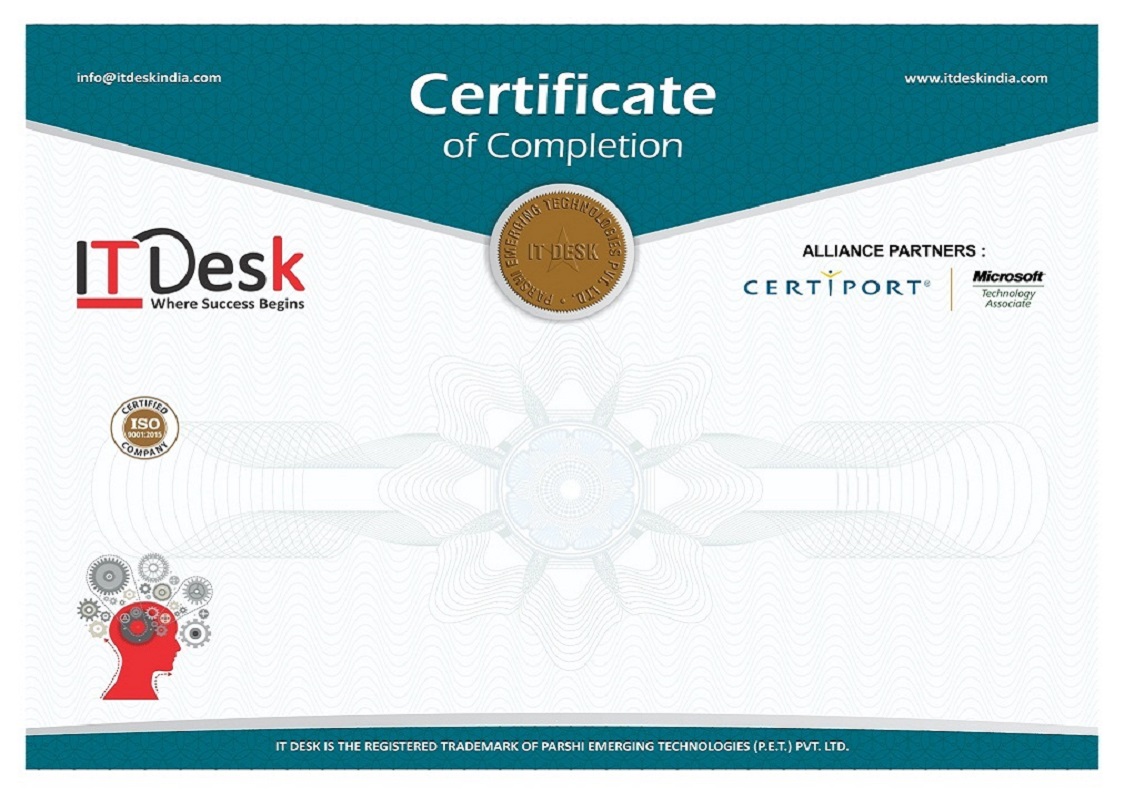 info@itdeskindia.com
www.itdeskindia.com
Certificate
of Completion
PARSHI EMERGING TECHNOLOGIES PVT. LTD.
IT DESK
IT Desk
Where Success Begins
ALLIANCE PARTNERS :
CERTIPORT®
Microsoft
Technology
Associate
CERTIFIED
ISO
9001:2015
COMPANY
IT DESK IS THE REGISTERED TRADEMARK OF PARSHI EMERGING TECHNOLOGIES (P.E.T.) PVT. LTD.